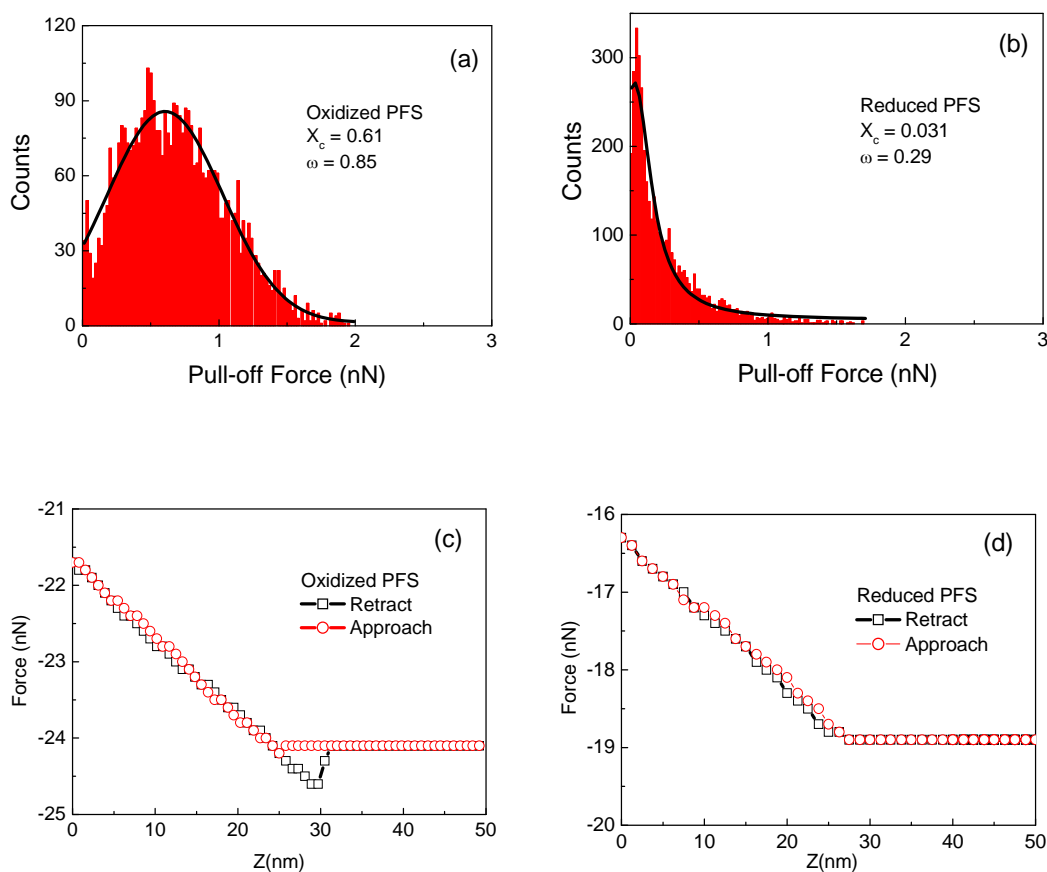 120
90
60
30
0
Counts
(a)
Oxidized PFS
X_c = 0.61
ω = 0.85
0 1 2 3
Pull-off Force (nN)
300
200
100
0
Counts
(b)
Reduced PFS
X_c = 0.031
ω = 0.29
0 1 2 3
Pull-off Force (nN)
-21
-22
-23
-24
-25
Force (nN)
(c)
Oxidized PFS
Retract
Approach
0 10 20 30 40 50
Z(nm)
-16
-17
-18
-19
-20
Force (nN)
(d)
Reduced PFS
Retract
Approach
0 10 20 30 40 50
Z(nm)